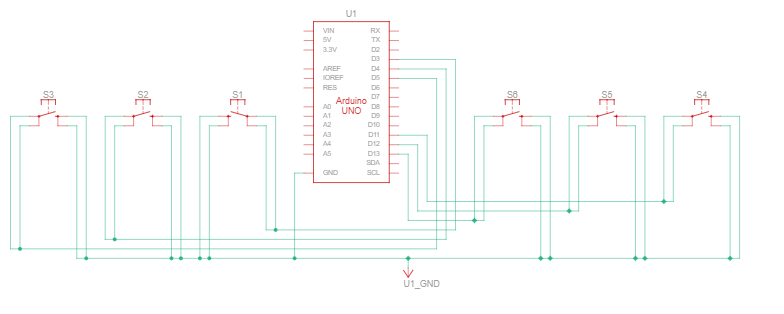 U1
VIN
5V
3.3V
AREF
IOREF
RES
A0
A1
A2
A3
A4
A5
GND
Arduino
UNO
RX
TX
D2
D3
D4
D5
D6
D7
D8
D9
D10
D11
D12
D13
SDA
SCL
S3
S2
S1
S6
S5
S4
U1_GND